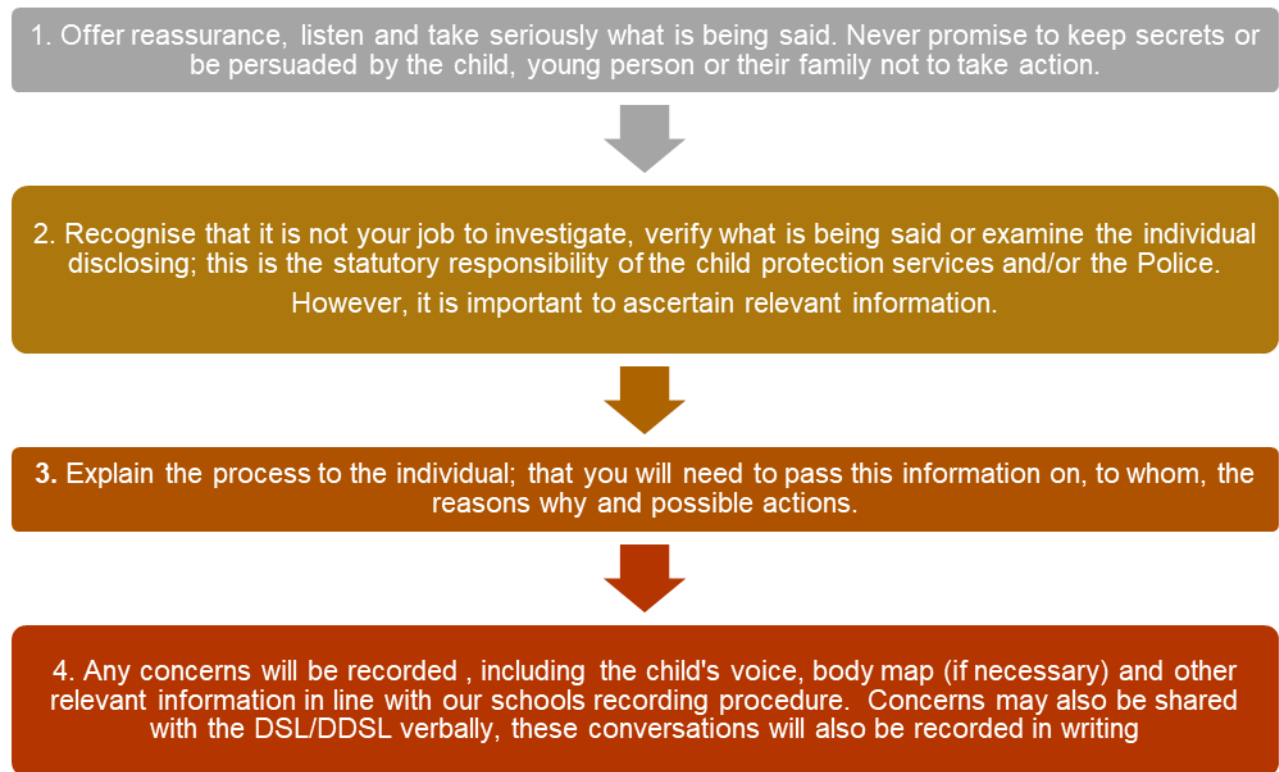 1. Offer reassurance, listen and take seriously what is being said. Never promise to keep secrets or
be persuaded by the child, young person or their family not to take action.
2. Recognise that it is not your job to investigate, verify what is being said or examine the individual
disclosing; this is the statutory responsibility of the child protection services and/or the Police.
However, it is important to ascertain relevant information.
3. Explain the process to the individual; that you will need to pass this information on, to whom, the
reasons why and possible actions.
4. Any concerns will be recorded , including the child's voice, body map (if necessary) and other
relevant information in line with our schools recording procedure. Concerns may also be shared
with the DSL/DDSL verbally, these conversations will also be recorded in writing